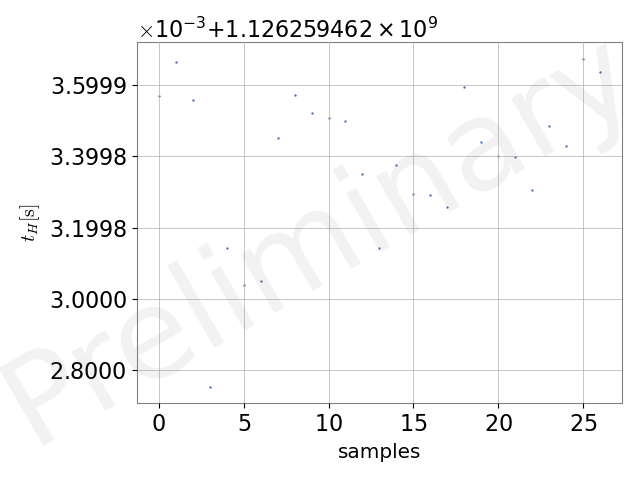 ×10⁻³+1.126259462 × 10⁹
3.5999
3.3998
3.1998
3.0000
2.8000
t_H[s]
0 5 10 15 20 25
samples
Preliminary